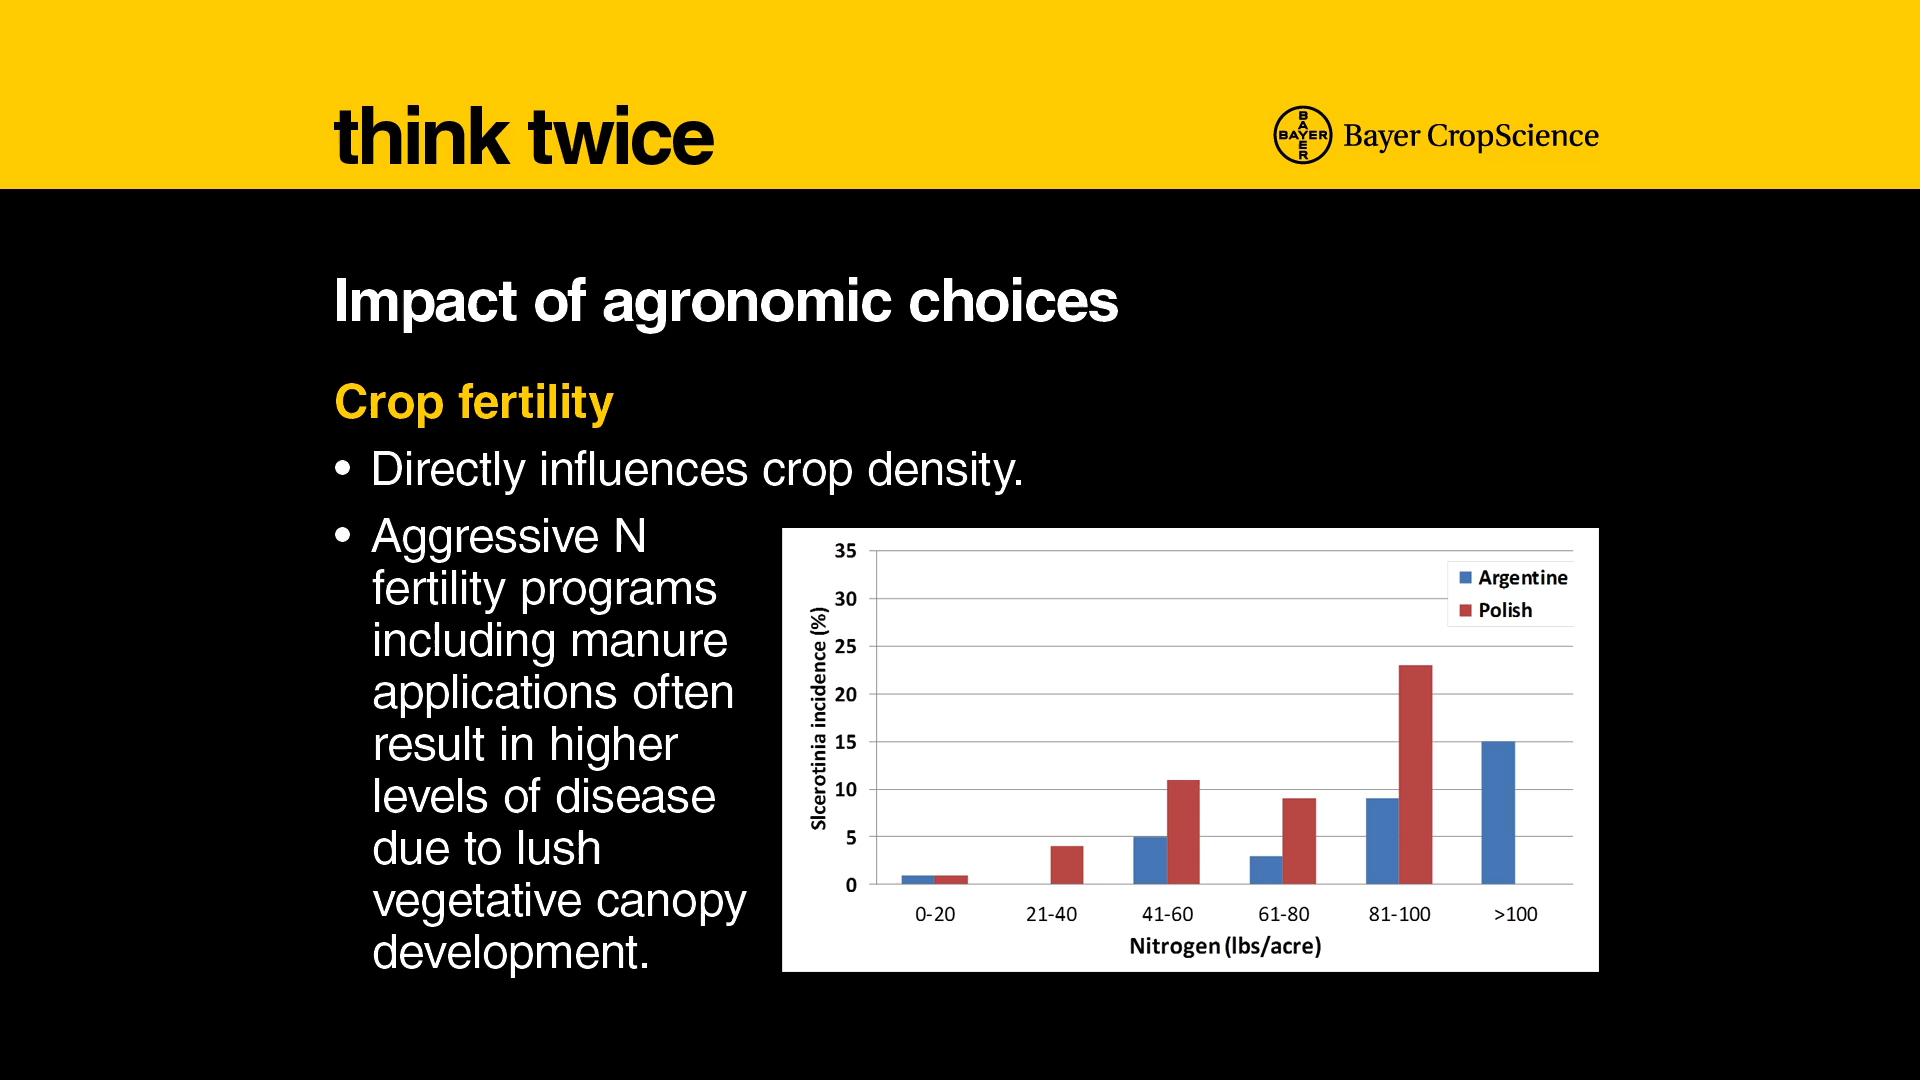 think twice
BAYER
BAYER
Bayer CropScience
Impact of agronomic choices
Crop fertility
• Directly influences crop density.
• Aggressive N
fertility programs
including manure
applications often
result in higher
levels of disease
due to lush
vegetative canopy
development.
Slcerotinia incidence (%)
35
30
25
20
15
10
5
0
Argentine
Polish
0-20 21-40 41-60 61-80 81-100 >100
Nitrogen (lbs/acre)